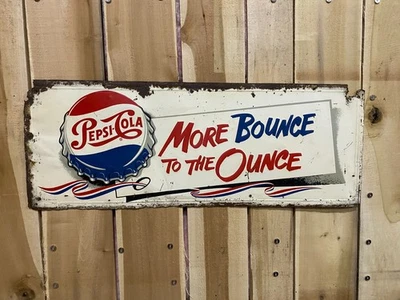 PEPSI-COLA
MORE BOUNCE
TO THE OUNCE